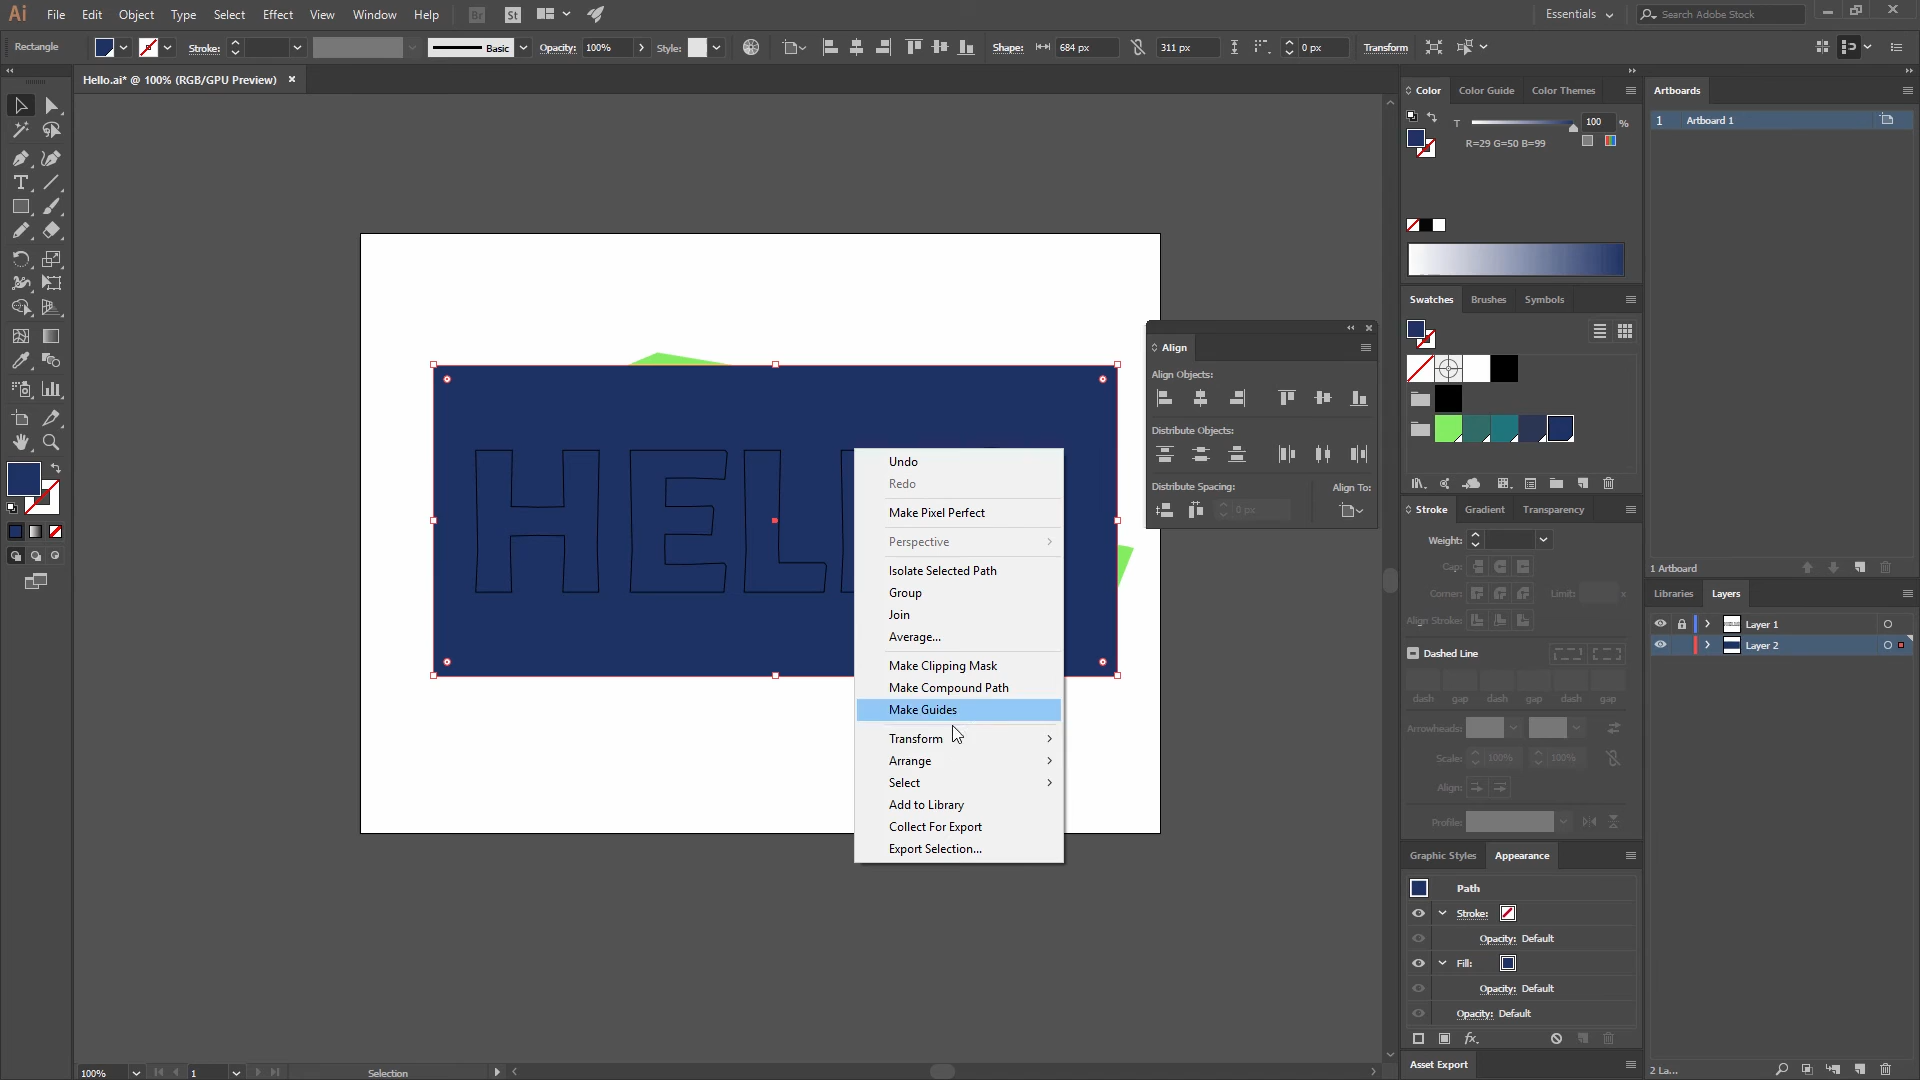 Ai File Edit Object Type Select Effect View Window Help Br St Essentials Search Adobe Stock
Rectangle Stroke: Basic Opacity: 100% Style: Shape: 684 px 311 px 0 px Transform
Hello.ai* @ 100% (RGB/GPU Preview)
HELL
Undo
Redo
Make Pixel Perfect
Perspective
Isolate Selected Path
Group
Join
Average...
Make Clipping Mask
Make Compound Path
Make Guides
Transform
Arrange
Select
Add to Library
Collect For Export
Export Selection...
Align
Align Objects:
Distribute Objects:
Distribute Spacing: Align To:
0 px
Color Color Guide Color Themes
T 100 %
R=29 G=50 B=99
Swatches Brushes Symbols
Stroke Gradient Transparency
Weight:
Cap:
Corner: Limit: x
Align Stroke:
Dashed Line
dash gap dash gap dash gap
Arrowheads:
Scale: 100% 100%
Align:
Profile:
Graphic Styles Appearance
Path
Stroke:
Opacity: Default
Fill:
Opacity: Default
Opacity: Default
fx
Asset Export
Artboards
1 Artboard 1
1 Artboard
Libraries Layers
Layer 1
Layer 2
2 La...
100% 1 Selection